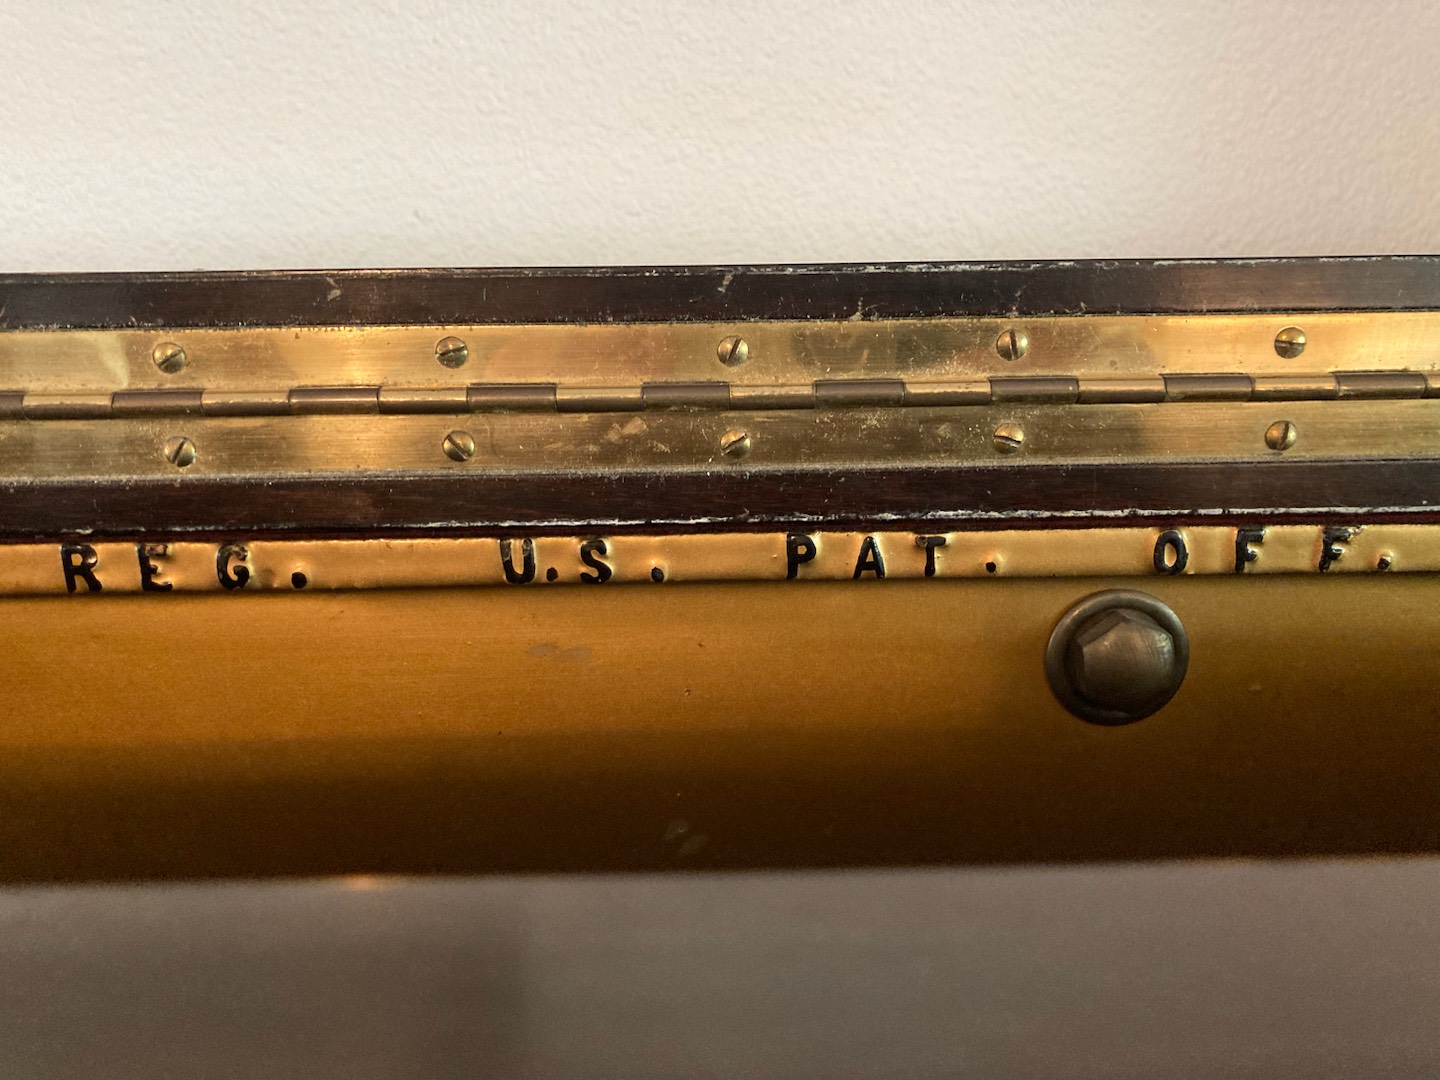 REG. U.S. PAT. OFF.